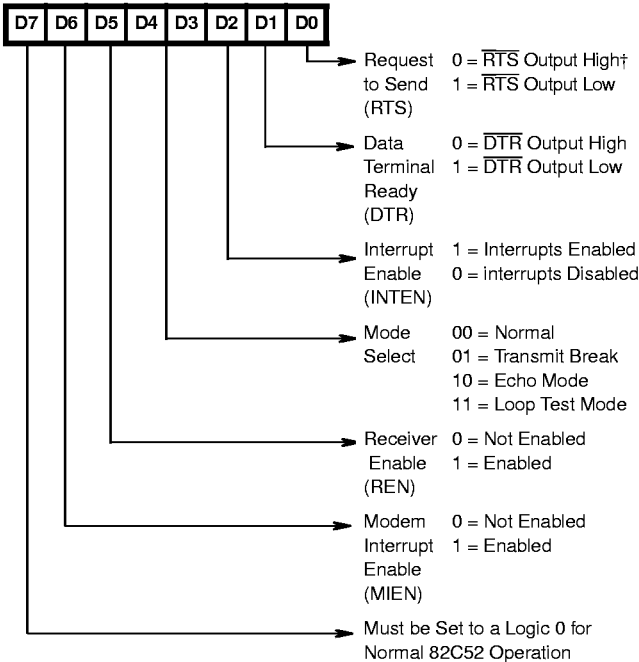 D7 D6 D5 D4 D3 D2 D1 D0
Request 0 = R̅T̅S̅ Output High†
to Send 1 = R̅T̅S̅ Output Low
(RTS)
Data 0 = D̅T̅R̅ Output High
Terminal 1 = D̅T̅R̅ Output Low
Ready
(DTR)
Interrupt 1 = Interrupts Enabled
Enable 0 = interrupts Disabled
(INTEN)
Mode 00 = Normal
Select 01 = Transmit Break
10 = Echo Mode
11 = Loop Test Mode
Receiver 0 = Not Enabled
Enable 1 = Enabled
(REN)
Modem 0 = Not Enabled
Interrupt 1 = Enabled
Enable
(MIEN)
Must be Set to a Logic 0 for
Normal 82C52 Operation